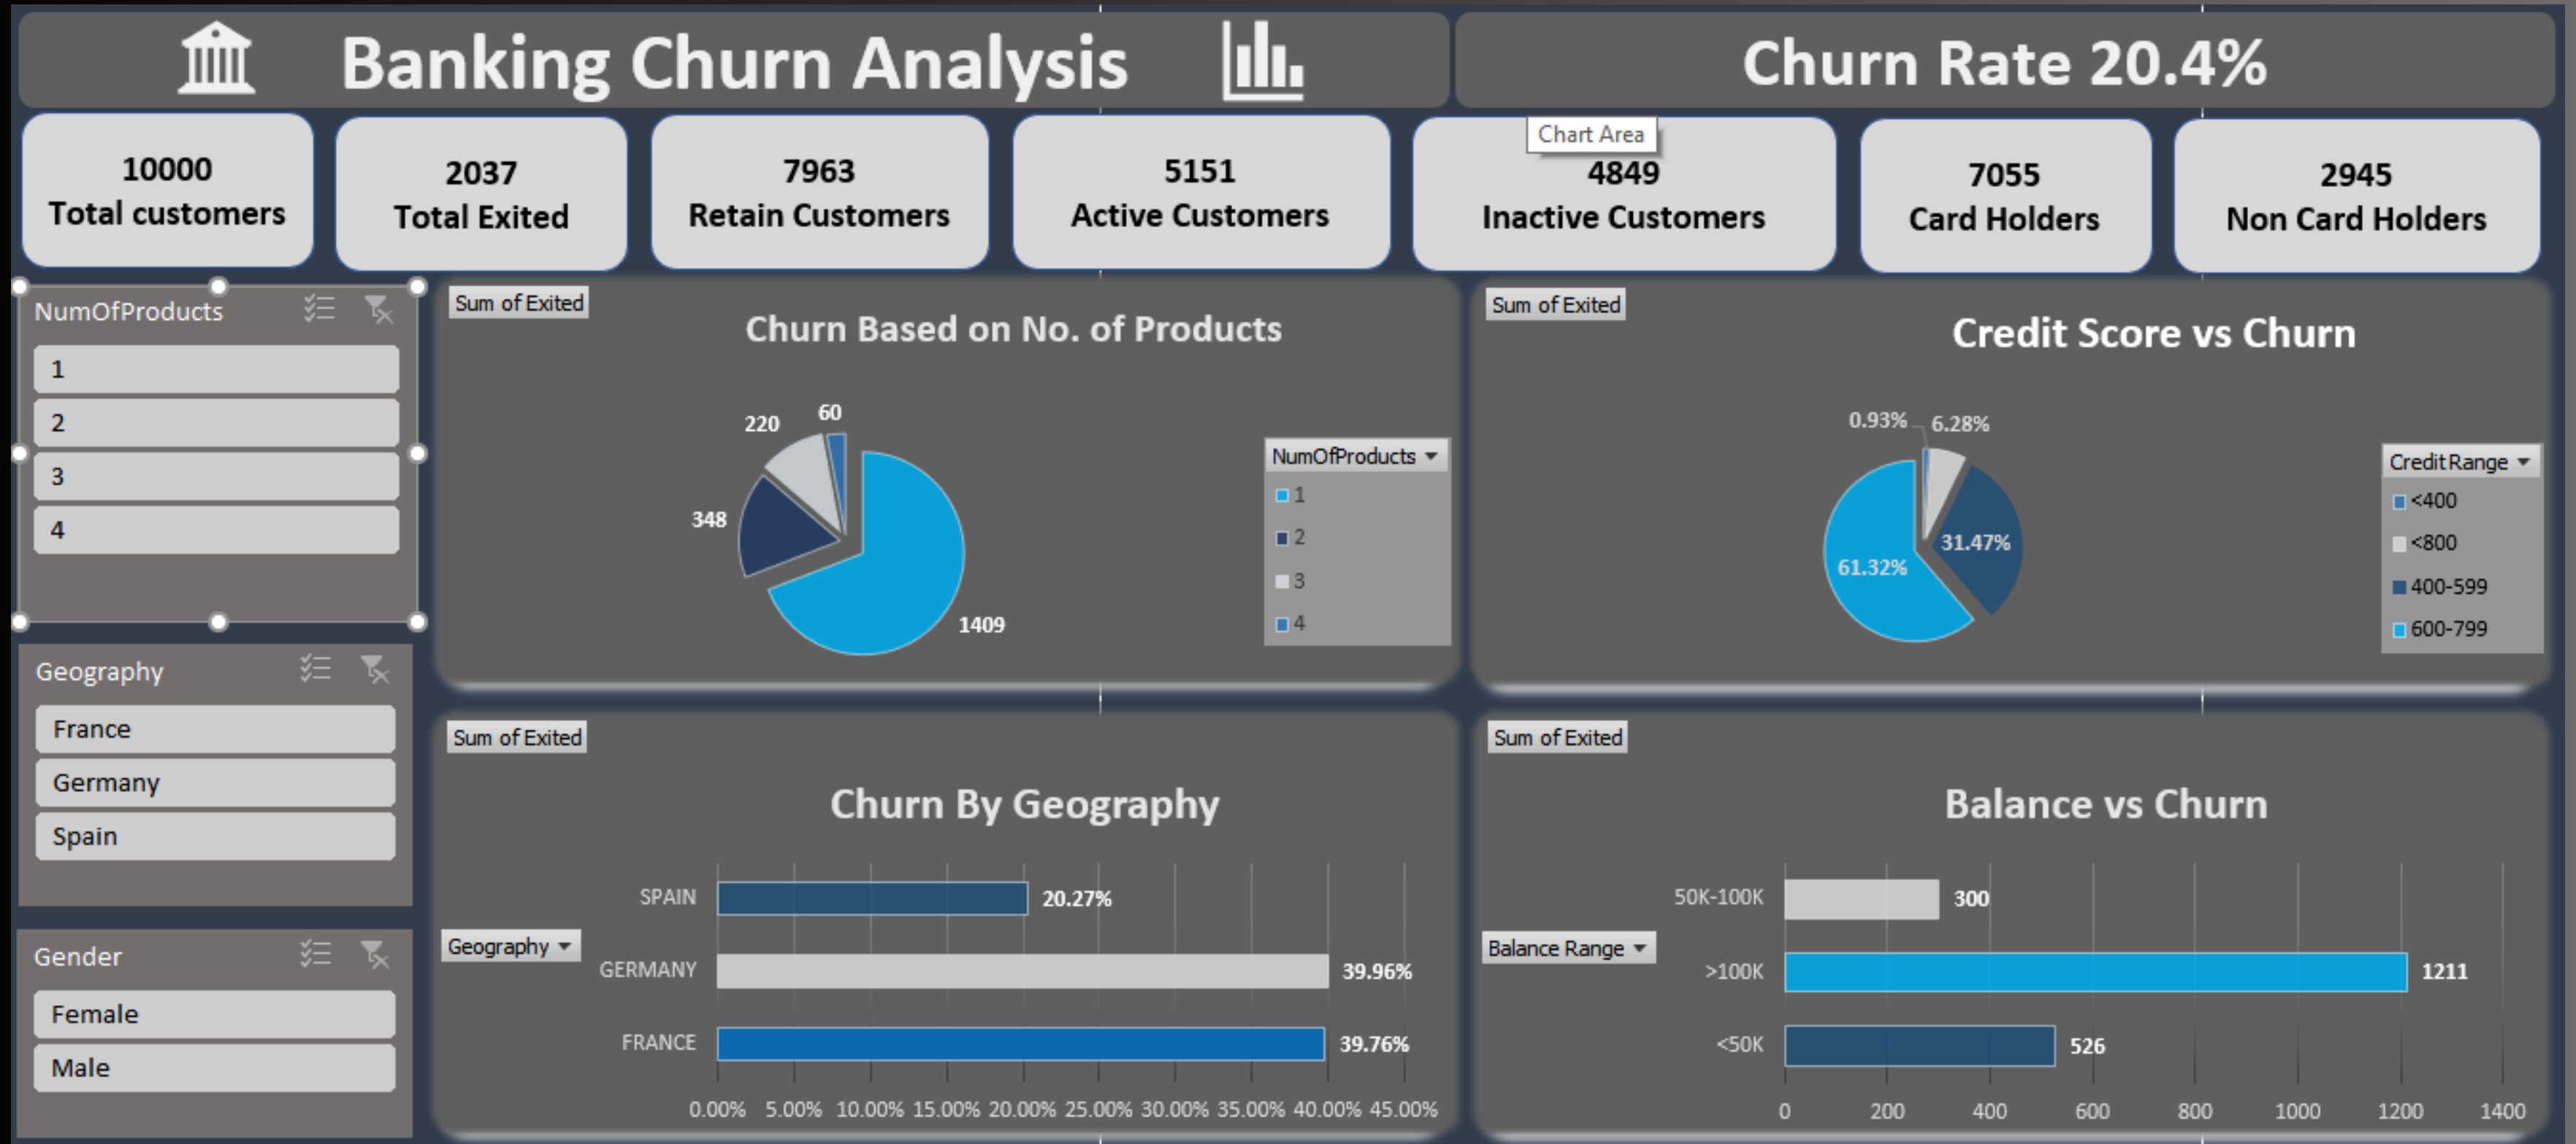 Banking Churn Analysis
Churn Rate 20.4%
10000
Total customers
2037
Total Exited
7963
Retain Customers
5151
Active Customers
Chart Area
4849
Inactive Customers
7055
Card Holders
2945
Non Card Holders
NumOfProducts
1
2
3
4
Geography
France
Germany
Spain
Gender
Female
Male
Sum of Exited
Churn Based on No. of Products
60
220
348
1409
NumOfProducts
1
2
3
4
Sum of Exited
Credit Score vs Churn
0.93%
6.28%
31.47%
61.32%
CreditRange
<400
<800
400-599
600-799
Sum of Exited
Churn By Geography
Geography
SPAIN
20.27%
GERMANY
39.96%
FRANCE
39.76%
0.00% 5.00% 10.00% 15.00% 20.00% 25.00% 30.00% 35.00% 40.00% 45.00%
Sum of Exited
Balance vs Churn
Balance Range
50K-100K
300
>100K
1211
<50K
526
0 200 400 600 800 1000 1200 1400